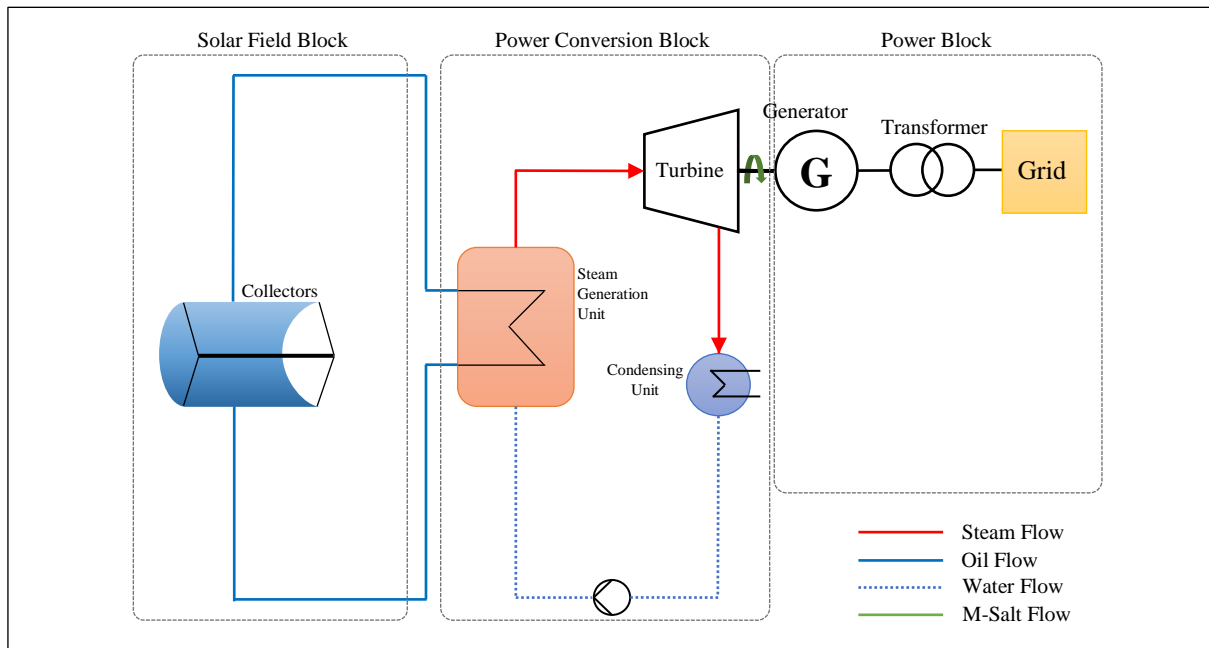 Solar Field Block
Power Conversion Block
Power Block
Generator
Transformer
Turbine
G
Grid
Steam
Generation
Unit
Collectors
Condensing
Unit
Steam Flow
Oil Flow
Water Flow
M-Salt Flow